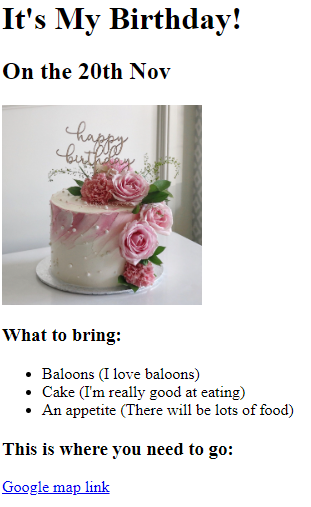 It's My Birthday!
On the 20th Nov
happy
birthday
What to bring:
Baloons (I love baloons)
Cake (I'm really good at eating)
An appetite (There will be lots of food)
This is where you need to go:
Google map link